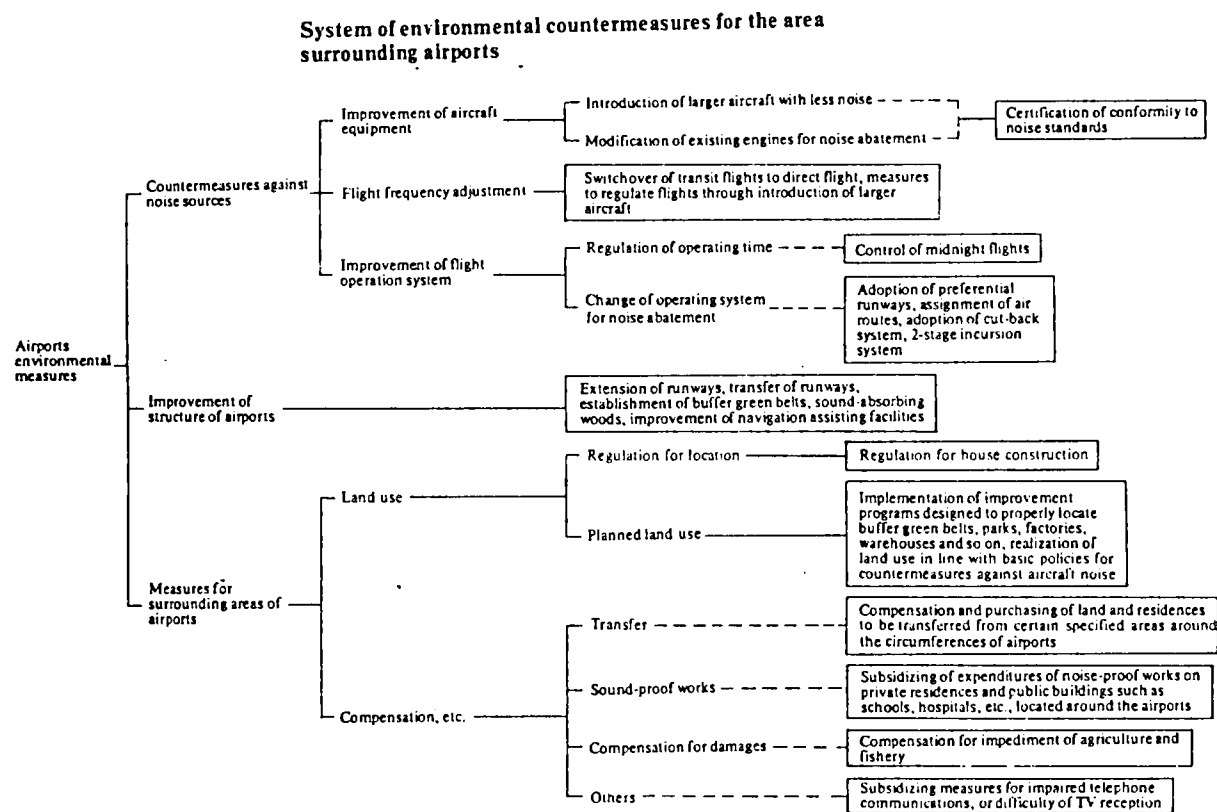 System of environmental countermeasures for the area
surrounding airports
Airports
environmental
measures
Countermeasures against
noise sources
Improvement of aircraft
equipment
Introduction of larger aircraft with less noise
Modification of existing engines for noise abatement
Certification of conformity to
noise standards
Flight frequency adjustment
Switchover of transit flights to direct flight, measures
to regulate flights through introduction of larger
aircraft
Improvement of flight
operation system
Regulation of operating time
Control of midnight flights
Change of operating system
for noise abatement
Adoption of preferential
runways, assignment of air
routes, adoption of cut-back
system, 2-stage incursion
system
Improvement of
structure of airports
Extension of runways, transfer of runways,
establishment of buffer green belts, sound-absorbing
woods, improvement of navigation assisting facilities
Measures for
surrounding areas of
airports
Land use
Regulation for location
Regulation for house construction
Planned land use
Implementation of improvement
programs designed to properly locate
buffer green belts, parks, factories,
warehouses and so on, realization of
land use in line with basic policies for
countermeasures against aircraft noise
Compensation, etc.
Transfer
Compensation and purchasing of land and residences
to be transferred from certain specified areas around
the circumferences of airports
Sound-proof works
Subsidizing of expenditures of noise-proof works on
private residences and public buildings such as
schools, hospitals, etc., located around the airports
Compensation for damages
Compensation for impediment of agriculture and
fishery
Others
Subsidizing measures for impaired telephone
communications, or difficulty of TV reception